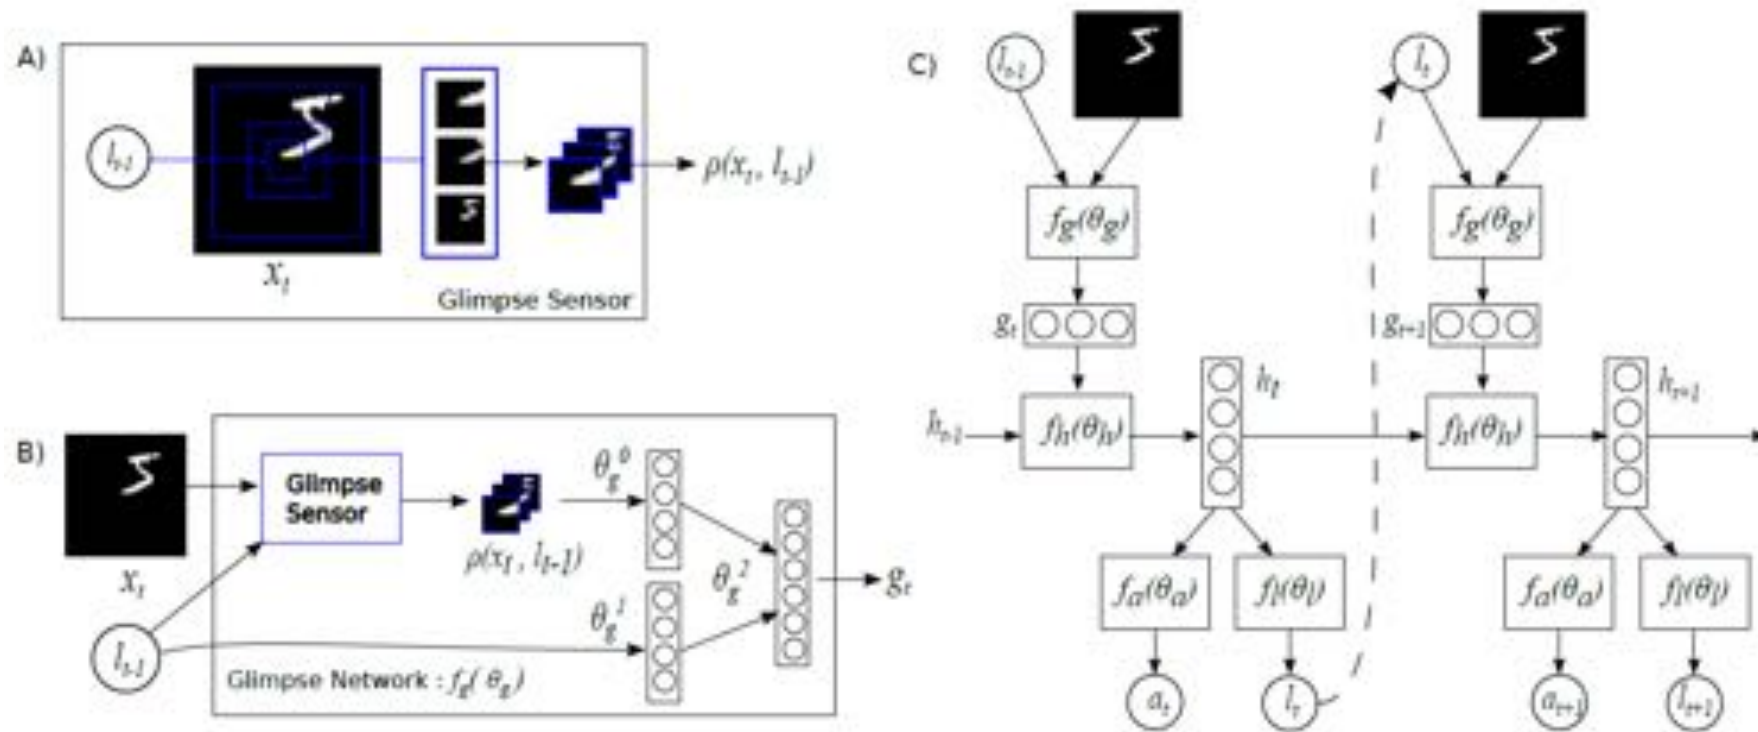 A)
l_{t-1}
x_t
ρ(x_t, l_{t-1})
Glimpse Sensor
B)
x_t
l_{t-1}
Glimpse
Sensor
ρ(x_t, l_{t-1})
θ_g^0
θ_g^1
θ_g^2
g_t
Glimpse Network : f_g(θ_g)
C)
l_{t-1}
l_t
f_g(θ_g)
f_g(θ_g)
g_t
g_{t+1}
h_{t-1}
f_h(θ_h)
h_t
f_h(θ_h)
h_{t+1}
f_a(θ_a)
f_l(θ_l)
f_a(θ_a)
f_l(θ_l)
a_t
l_t
a_{t+1}
l_{t+1}